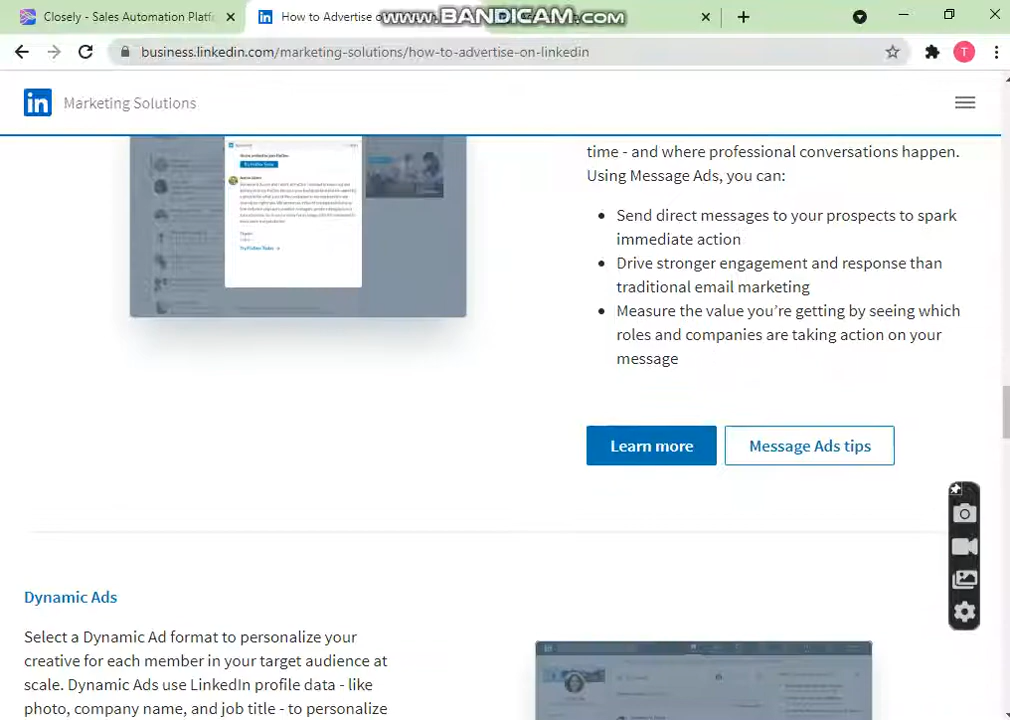 Closely - Sales Automation Platf
How to Advertise o
WWW.BANDICAM.COM
business.linkedin.com/marketing-solutions/how-to-advertise-on-linkedin
T
in Marketing Solutions
time - and where professional conversations happen.
Using Message Ads, you can:
Send direct messages to your prospects to spark
immediate action
Drive stronger engagement and response than
traditional email marketing
Measure the value you’re getting by seeing which
roles and companies are taking action on your
message
Learn more
Message Ads tips
Dynamic Ads
Select a Dynamic Ad format to personalize your
creative for each member in your target audience at
scale. Dynamic Ads use LinkedIn profile data - like
photo, company name, and job title - to personalize